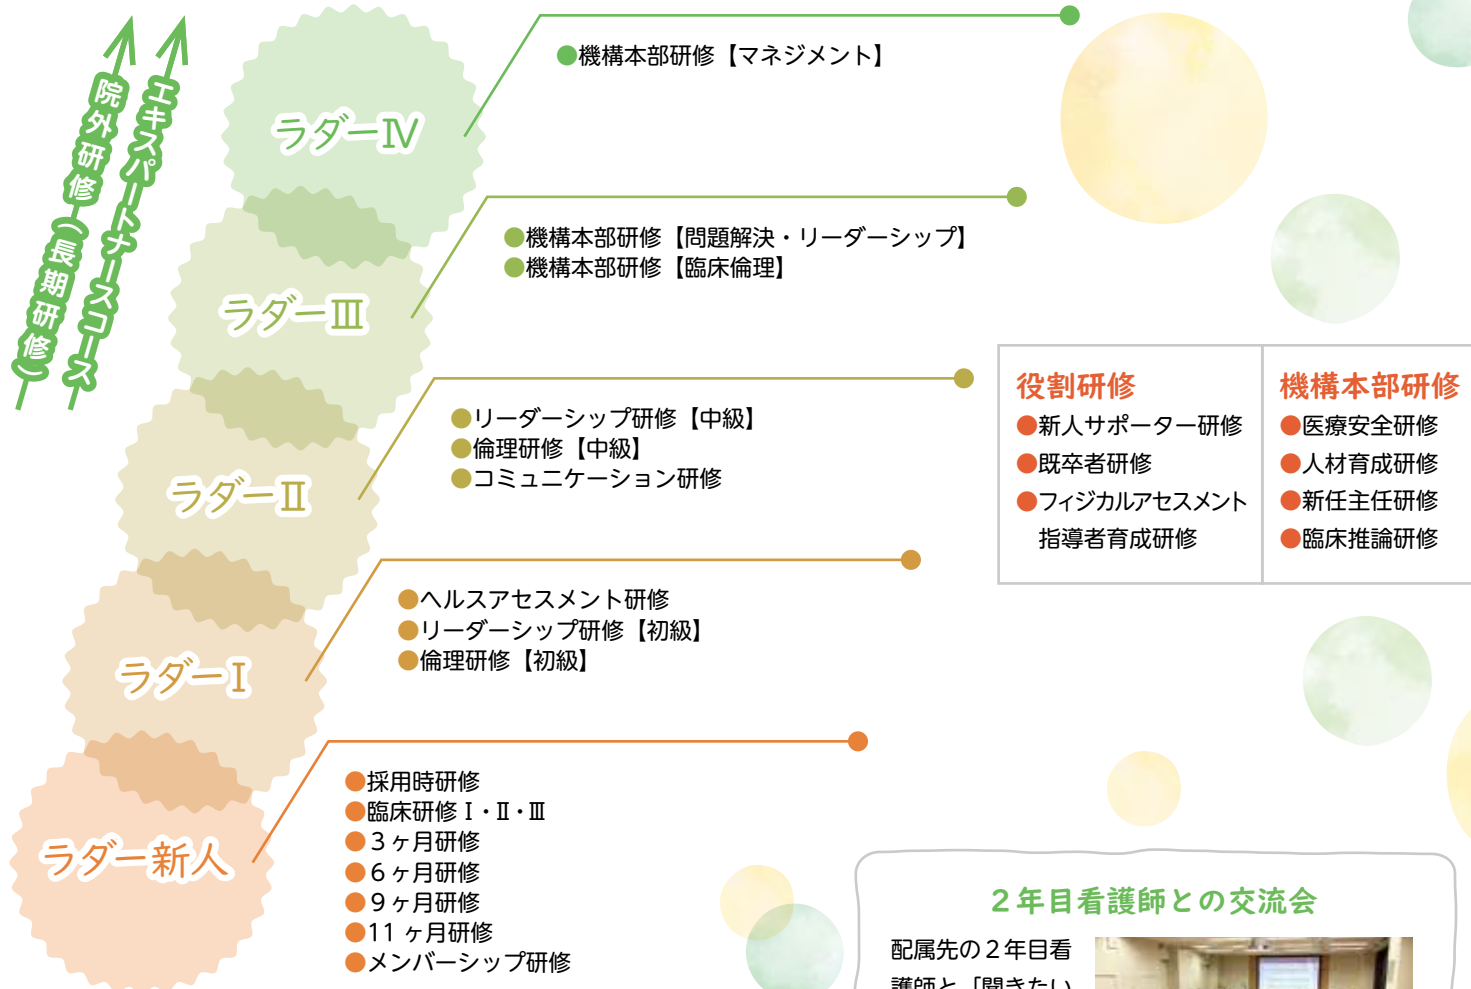 エキスパートナースコース
院外研修(長期研修)
ラダーⅣ
●機構本部研修【マネジメント】
ラダーⅢ
●機構本部研修【問題解決・リーダーシップ】
●機構本部研修【臨床倫理】
ラダーⅡ
●リーダーシップ研修【中級】
●倫理研修【中級】
●コミュニケーション研修
ラダーⅠ
●ヘルスアセスメント研修
●リーダーシップ研修【初級】
●倫理研修【初級】
ラダー新人
●採用時研修
●臨床研修Ⅰ・Ⅱ・Ⅲ
●3ヶ月研修
●6ヶ月研修
●9ヶ月研修
●11ヶ月研修
●メンバーシップ研修
役割研修
●新人サポーター研修
●既卒者研修
●フィジカルアセスメント
指導者育成研修
機構本部研修
●医療安全研修
●人材育成研修
●新任主任研修
●臨床推論研修
2年目看護師との交流会
配属先の2年目看
護師と「聞きたい